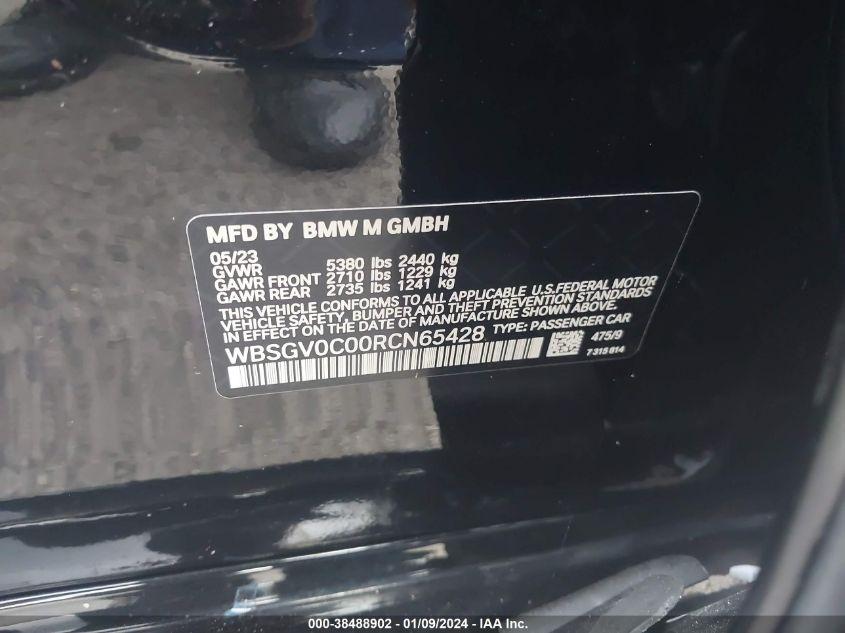 MFD BY BMW M GMBH
05/23
GVWR 5380 lbs 2440 kg
GAWR FRONT 2710 lbs 1229 kg
GAWR REAR 2735 lbs 1241 kg
THIS VEHICLE CONFORMS TO ALL APPLICABLE U.S.FEDERAL MOTOR
VEHICLE SAFETY, BUMPER AND THEFT PREVENTION STANDARDS
IN EFFECT ON THE DATE OF MANUFACTURE SHOWN ABOVE.
WBSGV0C00RCN65428 TYPE: PASSENGER CAR
475/9
7 315 814
000-38488902 - 01/09/2024 - IAA Inc.